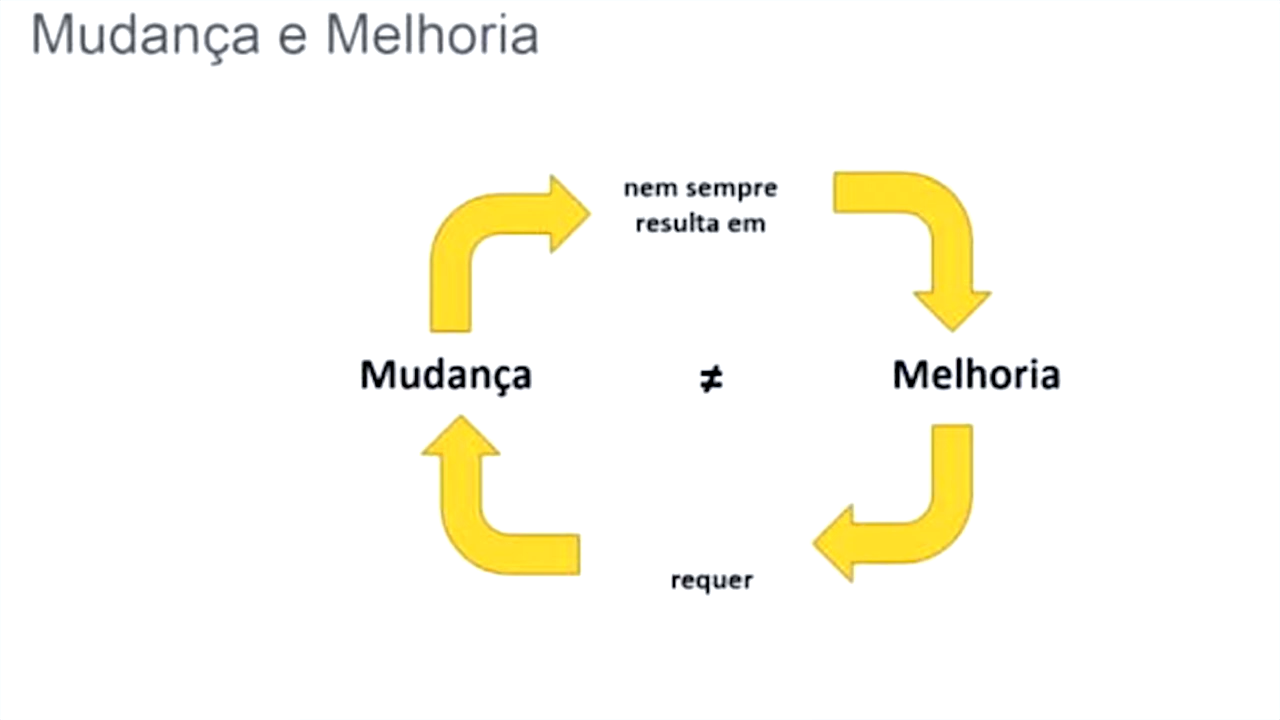 Mudança e Melhoria
nem sempre
resulta em
Mudança
≠
Melhoria
requer